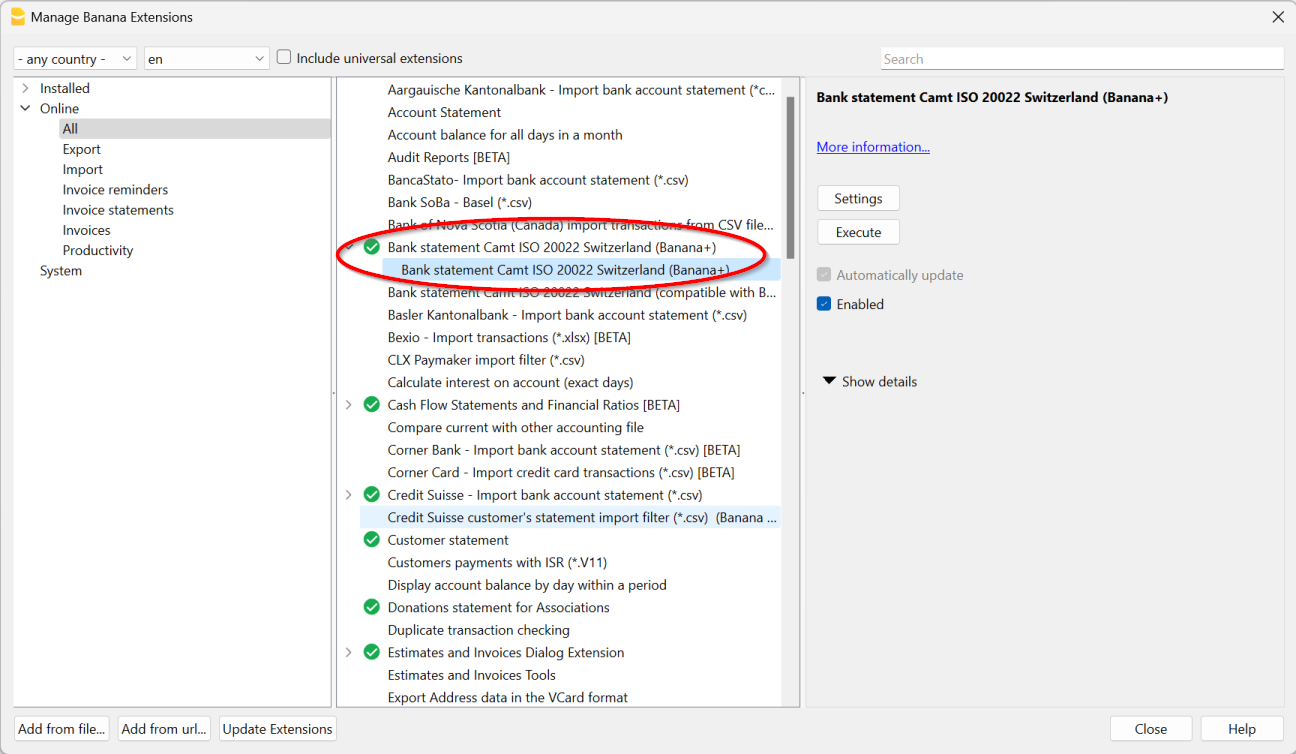 Manage Banana Extensions
- any country -
en
Include universal extensions
Search
Installed
Online
All
Export
Import
Invoice reminders
Invoice statements
Invoices
Productivity
System
Aargauische Kantonalbank - Import bank account statement (*c...
Account Statement
Account balance for all days in a month
Audit Reports [BETA]
BancaStato- Import bank account statement (*.csv)
Bank SoBa - Basel (*.csv)
Bank of Nova Scotia (Canada) import transactions from CSV file...
Bank statement Camt ISO 20022 Switzerland (Banana+)
Bank statement Camt ISO 20022 Switzerland (Banana+)
Bank statement Camt ISO 20022 Switzerland (compatible with B...
Basler Kantonalbank - Import bank account statement (*.csv)
Bexio - Import transactions (*.xlsx) [BETA]
CLX Paymaker import filter (*.csv)
Calculate interest on account (exact days)
Cash Flow Statements and Financial Ratios [BETA]
Compare current with other accounting file
Corner Bank - Import bank account statement (*.csv) [BETA]
Corner Card - Import credit card transactions (*.csv) [BETA]
Credit Suisse - Import bank account statement (*.csv)
Credit Suisse customer's statement import filter (*.csv)  (Banana ...
Customer statement
Customers payments with ISR (*.V11)
Display account balance by day within a period
Donations statement for Associations
Duplicate transaction checking
Estimates and Invoices Dialog Extension
Estimates and Invoices Tools
Export Address data in the VCard format
Bank statement Camt ISO 20022 Switzerland (Banana+)
More information...
Settings
Execute
Automatically update
Enabled
Show details
Add from file...
Add from url...
Update Extensions
Close
Help